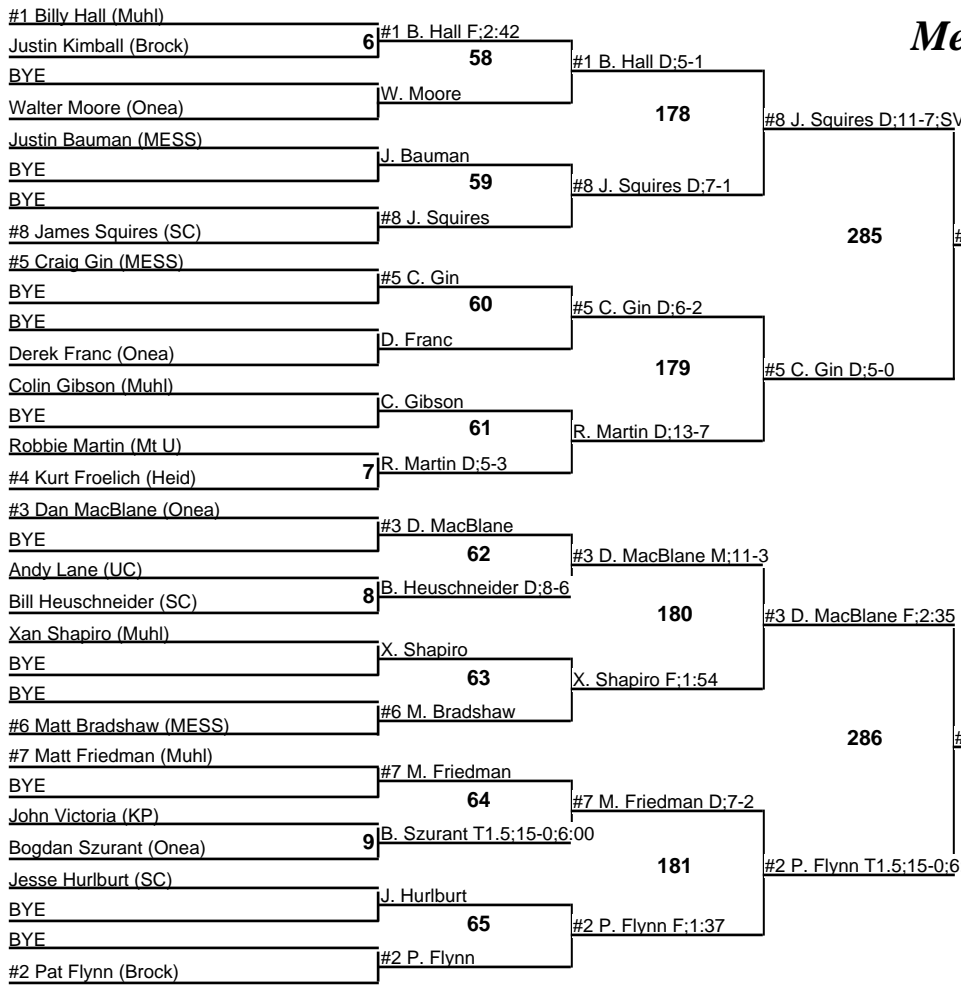 #1 Billy Hall (Muhl)
Justin Kimball (Brock)
BYE
Walter Moore (Onea)
Justin Bauman (MESS)
BYE
BYE
#8 James Squires (SC)
#5 Craig Gin (MESS)
BYE
BYE
Derek Franc (Onea)
Colin Gibson (Muhl)
BYE
Robbie Martin (Mt U)
#4 Kurt Froelich (Heid)
#3 Dan MacBlane (Onea)
BYE
Andy Lane (UC)
Bill Heuschneider (SC)
Xan Shapiro (Muhl)
BYE
BYE
#6 Matt Bradshaw (MESS)
#7 Matt Friedman (Muhl)
BYE
John Victoria (KP)
Bogdan Szurant (Onea)
Jesse Hurlburt (SC)
BYE
BYE
#2 Pat Flynn (Brock)
6
7
8
9
#1 B. Hall F;2:42
58
W. Moore
J. Bauman
59
#8 J. Squires
#5 C. Gin
60
D. Franc
C. Gibson
61
R. Martin D;5-3
#3 D. MacBlane
62
B. Heuschneider D;8-6
X. Shapiro
63
#6 M. Bradshaw
#7 M. Friedman
64
B. Szurant T1.5;15-0;6:00
J. Hurlburt
65
#2 P. Flynn
#1 B. Hall D;5-1
178
#8 J. Squires D;7-1
#5 C. Gin D;6-2
179
R. Martin D;13-7
#3 D. MacBlane M;11-3
180
X. Shapiro F;1:54
#7 M. Friedman D;7-2
181
#2 P. Flynn F;1:37
#8 J. Squires D;11-7;SV
285
#5 C. Gin D;5-0
#3 D. MacBlane F;2:35
286
#2 P. Flynn T1.5;15-0;6
Me
#
#